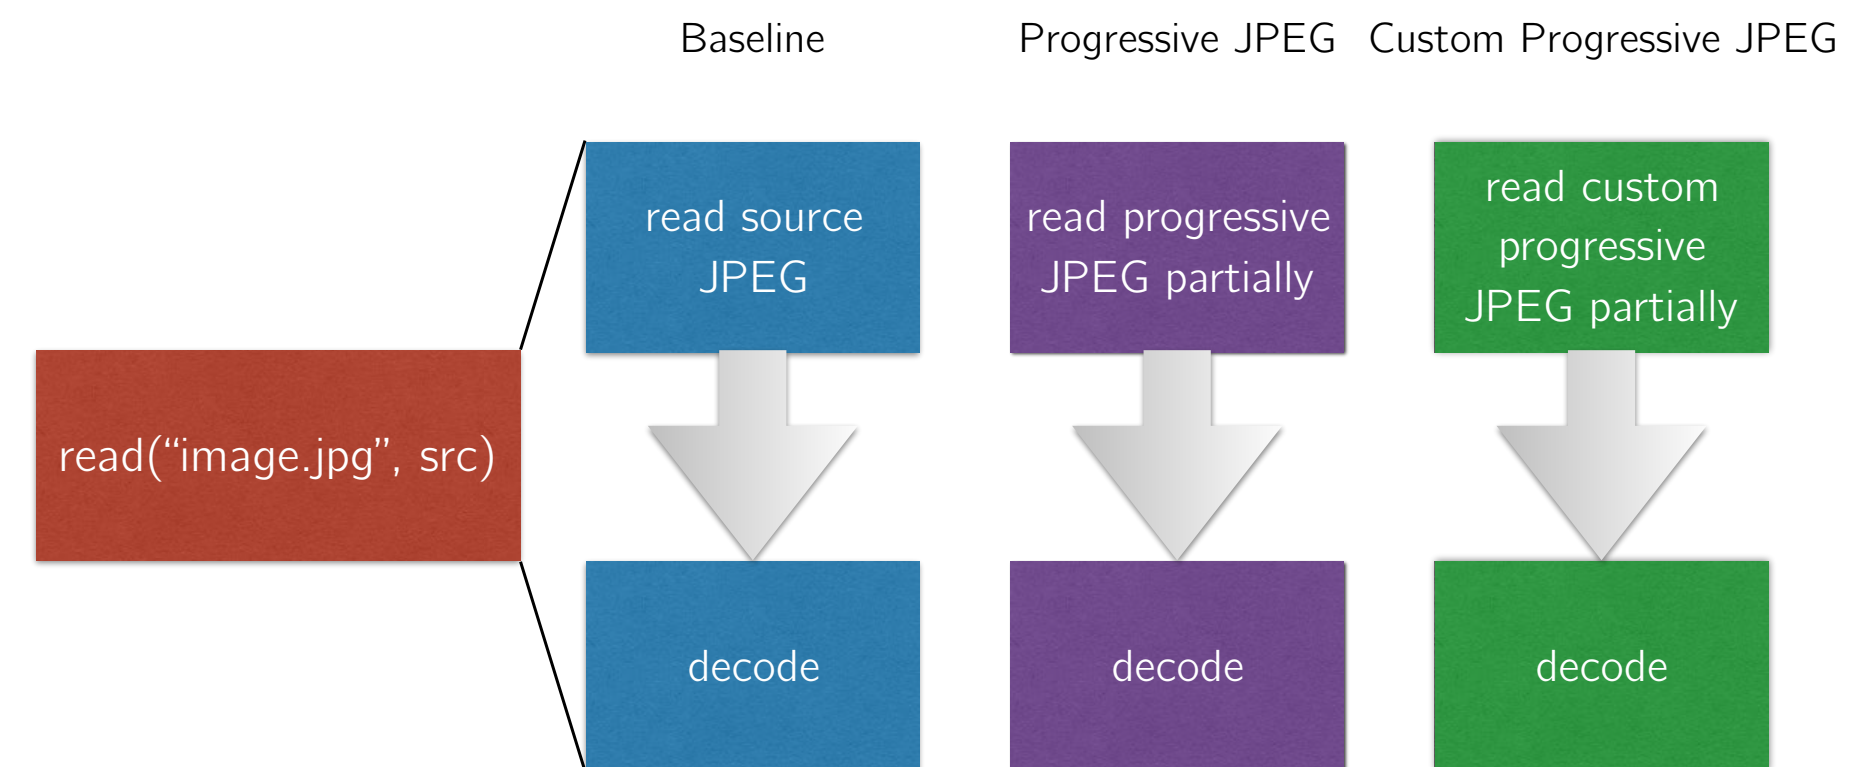 Baseline
Progressive JPEG
Custom Progressive JPEG
read source
JPEG
read progressive
JPEG partially
read custom
progressive
JPEG partially
read(“image.jpg”, src)
decode
decode
decode